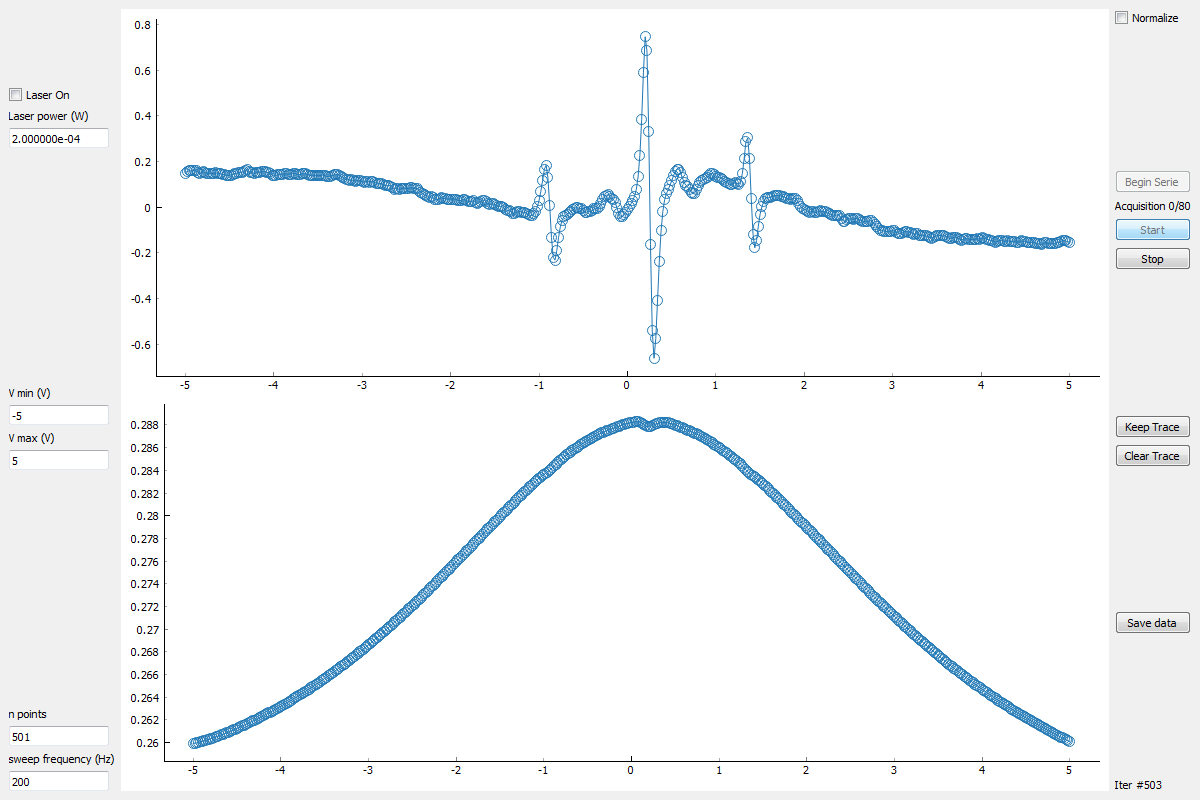 Laser On
Laser power (W)
2.000000e-04
V min (V)
-5
V max (V)
5
n points
501
sweep frequency (Hz)
200
0.8
0.6
0.4
0.2
0
-0.2
-0.4
-0.6
-5 -4 -3 -2 -1 0 1 2 3 4 5
0.288
0.286
0.284
0.282
0.28
0.278
0.276
0.274
0.272
0.27
0.268
0.266
0.264
0.262
0.26
-5 -4 -3 -2 -1 0 1 2 3 4 5
Normalize
Begin Serie
Acquisition 0/80
Start
Stop
Keep Trace
Clear Trace
Save data
Iter #503